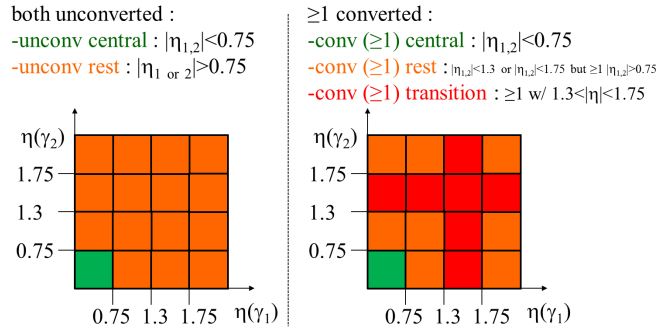 both unconverted :
-unconv central : |η1,2|<0.75
-unconv rest : |η1 or 2|>0.75
η(γ2)
1.75
1.3
0.75
0.75 1.3 1.75
η(γ1)
≥1 converted :
-conv (≥1) central : |η1,2|<0.75
-conv (≥1) rest : |η1,2|<1.3 or |η1,2|<1.75 but ≥1 |η1,2|>0.75
-conv (≥1) transition : ≥1 w/ 1.3<|η|<1.75
η(γ2)
1.75
1.3
0.75
0.75 1.3 1.75
η(γ1)